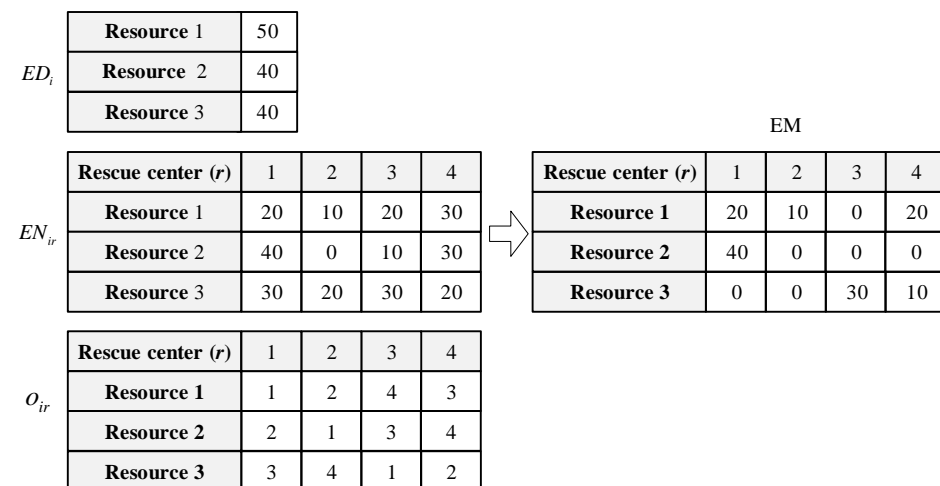 Resource 1 50
ED_i Resource 2 40
Resource 3 40
EM
Rescue center (r) 1 2 3 4
Resource 1 20 10 20 30
EN_ir Resource 2 40 0 10 30
Resource 3 30 20 30 20
Rescue center (r) 1 2 3 4
Resource 1 20 10 0 20
Resource 2 40 0 0 0
Resource 3 0 0 30 10
Rescue center (r) 1 2 3 4
Resource 1 1 2 4 3
O_ir Resource 2 2 1 3 4
Resource 3 3 4 1 2